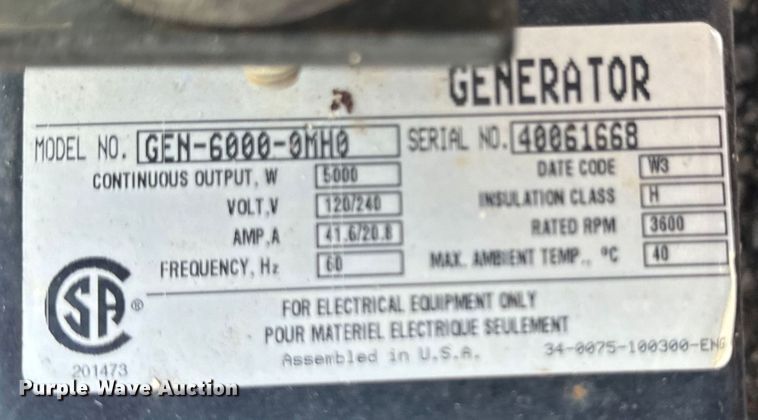 GENERATOR
MODEL NO. GEN-6000-0MH0 SERIAL NO. 40061668
CONTINUOUS OUTPUT, W 5000 DATE CODE W3
VOLT,V 120/240 INSULATION CLASS H
AMP,A 41.6/20.8 RATED RPM 3600
FREQUENCY, Hz 60 MAX. AMBIENT TEMP., ºC 40
SA ®
FOR ELECTRICAL EQUIPMENT ONLY
POUR MATERIEL ELECTRIQUE SEULEMENT
Assembled in U.S.A. 34-0075-100300-ENG
201473
Purple Wave Auction